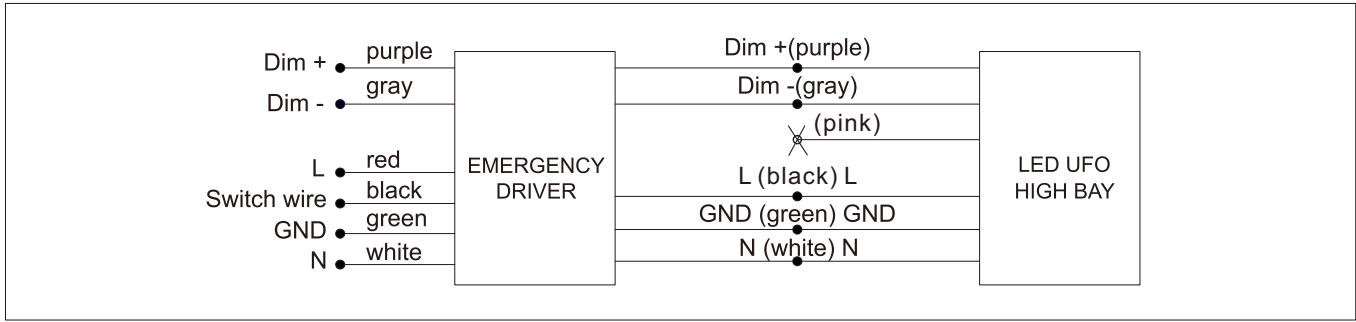 Dim + purple
Dim - gray
L red
Switch wire black
GND green
N white
EMERGENCY
DRIVER
Dim +(purple)
Dim -(gray)
(pink)
L (black) L
GND (green) GND
N (white) N
LED UFO
HIGH BAY